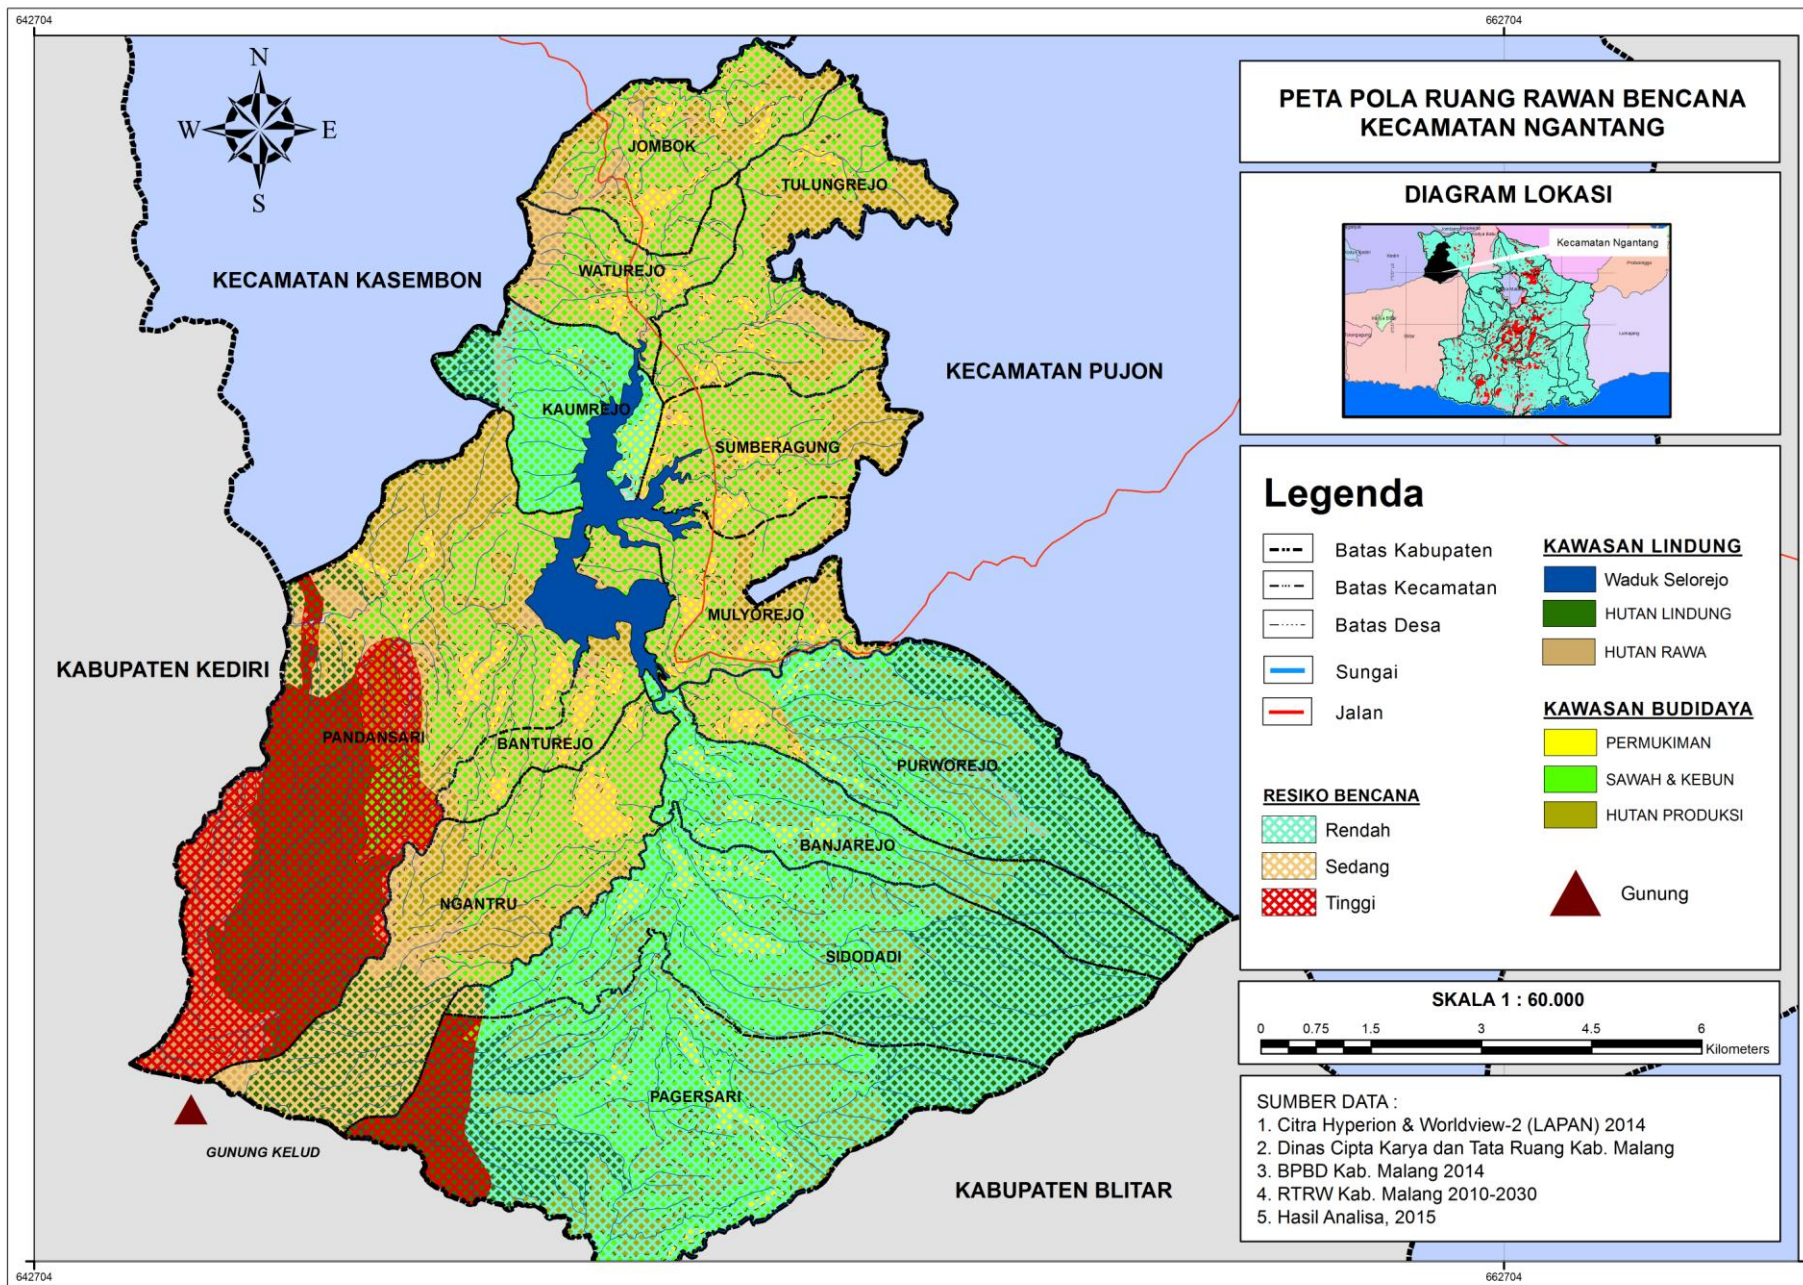 642704
662704
N
W
E
S
PETA POLA RUANG RAWAN BENCANA
KECAMATAN NGANTANG
DIAGRAM LOKASI
Kecamatan Ngantang
JOMBOK
TULUNGREJO
WATUREJO
KECAMATAN KASEMBON
KECAMATAN PUJON
KAUMREJO
SUMBERAGUNG
MULYOREJO
KABUPATEN KEDIRI
PANDANSARI
BANTUREJO
PURWOREJO
BANJAREJO
NGANTRU
SIDODADI
PAGERSARI
GUNUNG KELUD
KABUPATEN BLITAR
Legenda
Batas Kabupaten
Batas Kecamatan
Batas Desa
Sungai
Jalan
RESIKO BENCANA
Rendah
Sedang
Tinggi
KAWASAN LINDUNG
Waduk Selorejo
HUTAN LINDUNG
HUTAN RAWA
KAWASAN BUDIDAYA
PERMUKIMAN
SAWAH & KEBUN
HUTAN PRODUKSI
Gunung
SKALA 1 : 60.000
0 0.75 1.5 3 4.5 6
Kilometers
SUMBER DATA :
1. Citra Hyperion & Worldview-2 (LAPAN) 2014
2. Dinas Cipta Karya dan Tata Ruang Kab. Malang
3. BPBD Kab. Malang 2014
4. RTRW Kab. Malang 2010-2030
5. Hasil Analisa, 2015
642704
662704